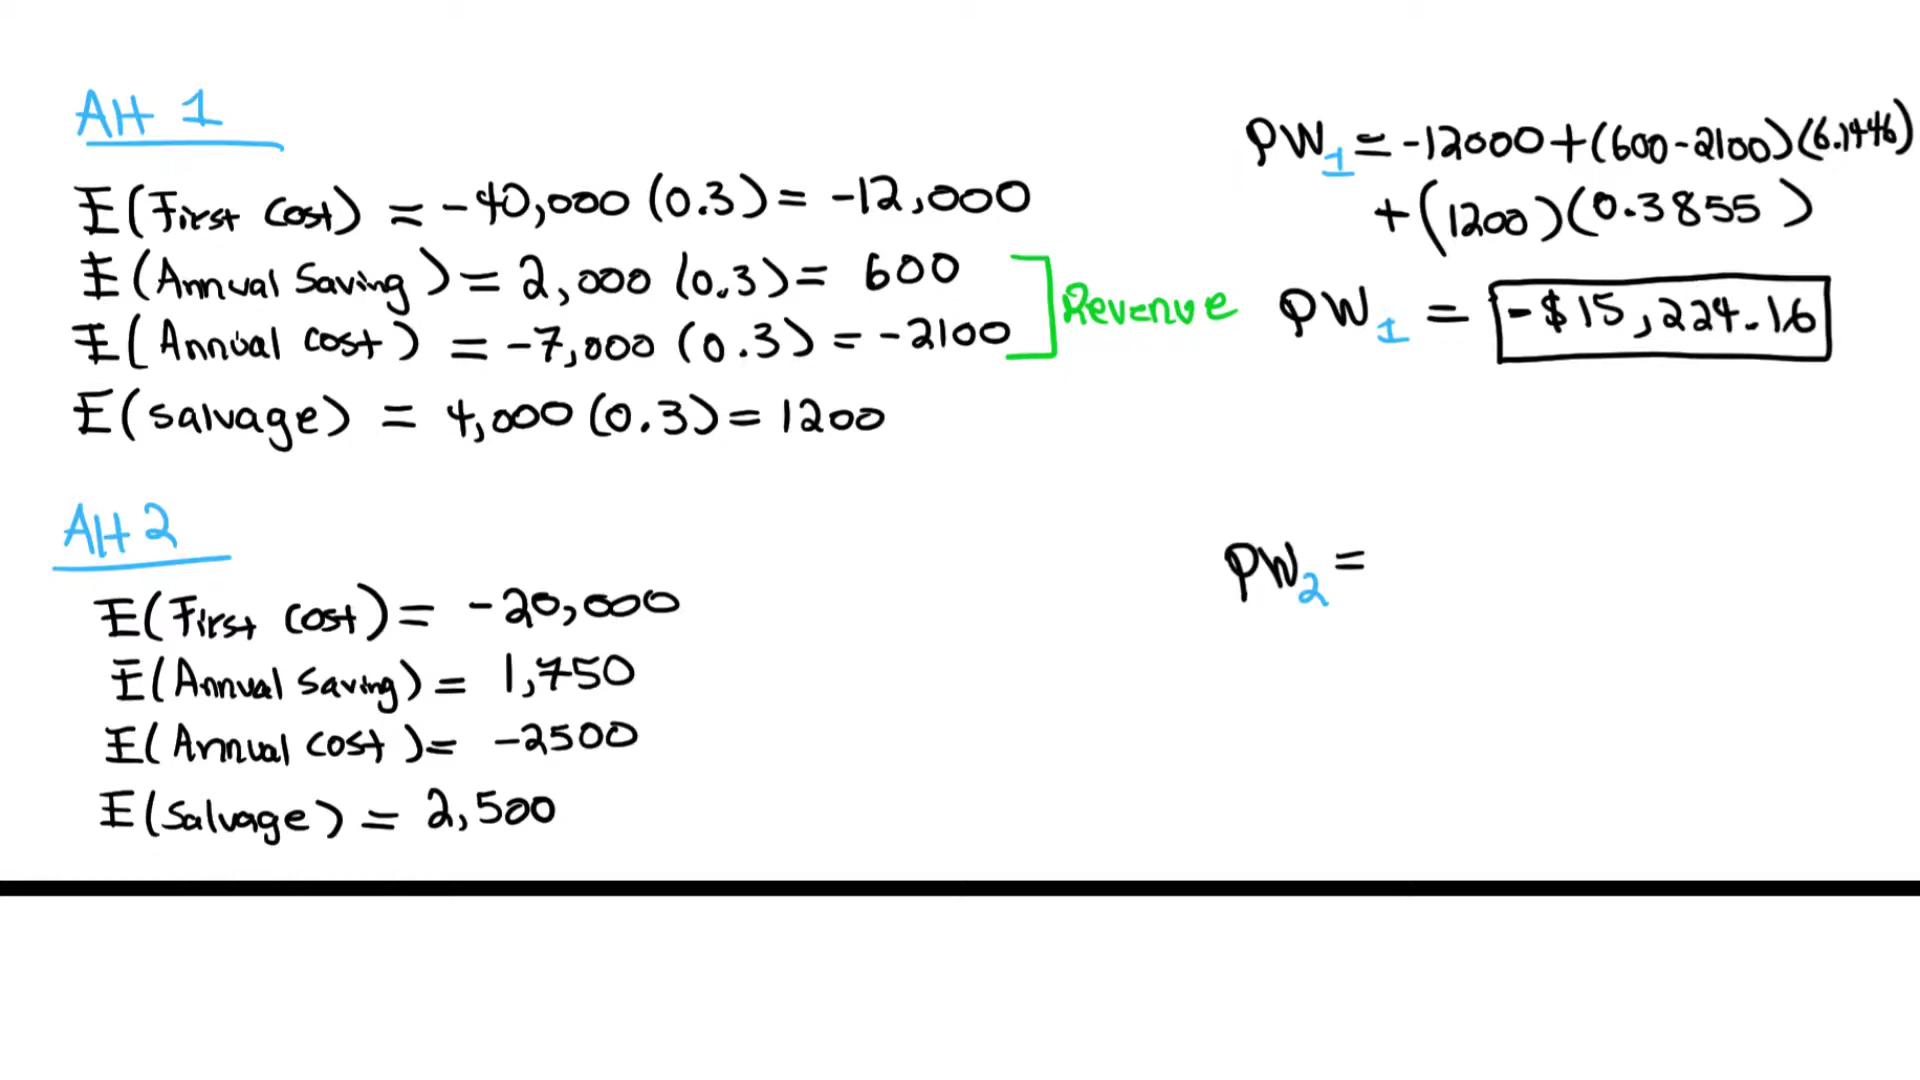 Alt 1
E(First Cost) = -40,000 (0.3) = -12,000
E(Annual Saving) = 2,000 (0.3) = 600
E(Annual cost) = -7,000 (0.3) = -2100
Revenue
E(salvage) = 4,000 (0.3) = 1200
PW1 = -12000+(600-2100)(6.1446)
+(1200)(0.3855)
PW1 = -$15,224.16
Alt 2
E(First cost) = -20,000
E(Annual Saving) = 1,750
E(Annual cost) = -2500
E(Salvage) = 2,500
PW2 =